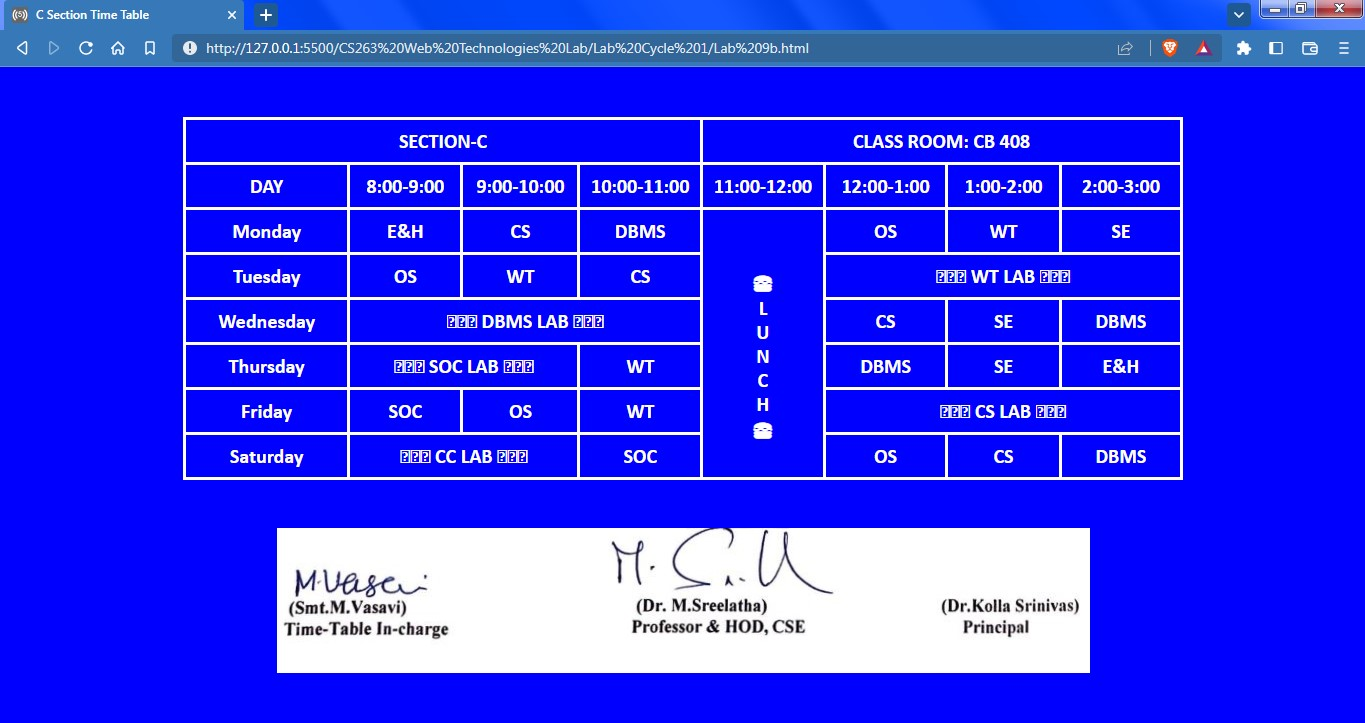 C Section Time Table
http://127.0.0.1:5500/CS263%20Web%20Technologies%20Lab/Lab%20Cycle%201/Lab%209b.html
SECTION-C CLASS ROOM: CB 408
DAY 8:00-9:00 9:00-10:00 10:00-11:00 11:00-12:00 12:00-1:00 1:00-2:00 2:00-3:00
Monday E&H CS DBMS OS WT SE
Tuesday OS WT CS WT LAB
Wednesday DBMS LAB CS SE DBMS
Thursday SOC LAB WT DBMS SE E&H
Friday SOC OS WT CS LAB
Saturday CC LAB SOC OS CS DBMS
L
U
N
C
H
M.Vasavi
(Smt.M.Vasavi) (Dr. M.Sreelatha) (Dr.Kolla Srinivas)
Time-Table In-charge Professor & HOD, CSE Principal